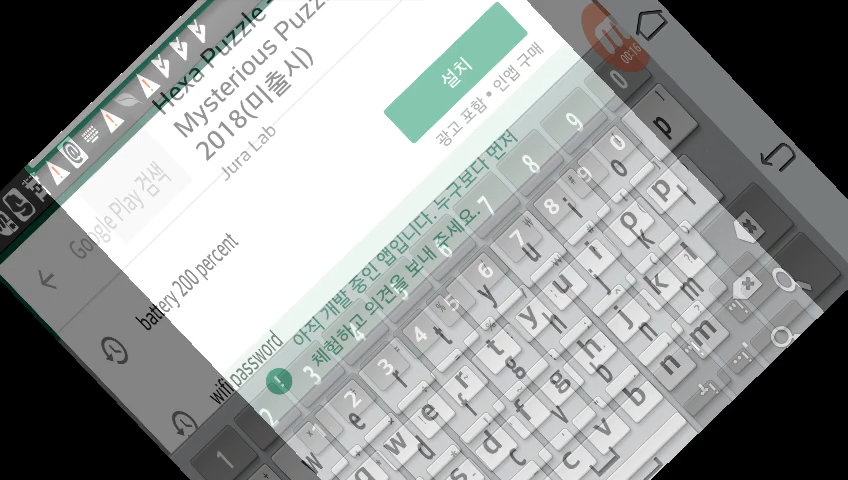 Hexa Puzzle -
Mysterious Puzz
2018(미출시)
Jura Lab
설치
광고 포함 • 인앱 구매
아직 개발 중인 앱입니다. 누구보다 먼저
체험하고 의견을 보내 주세요.
Google Play 검색
battery 200 percent
wifi password
00:16